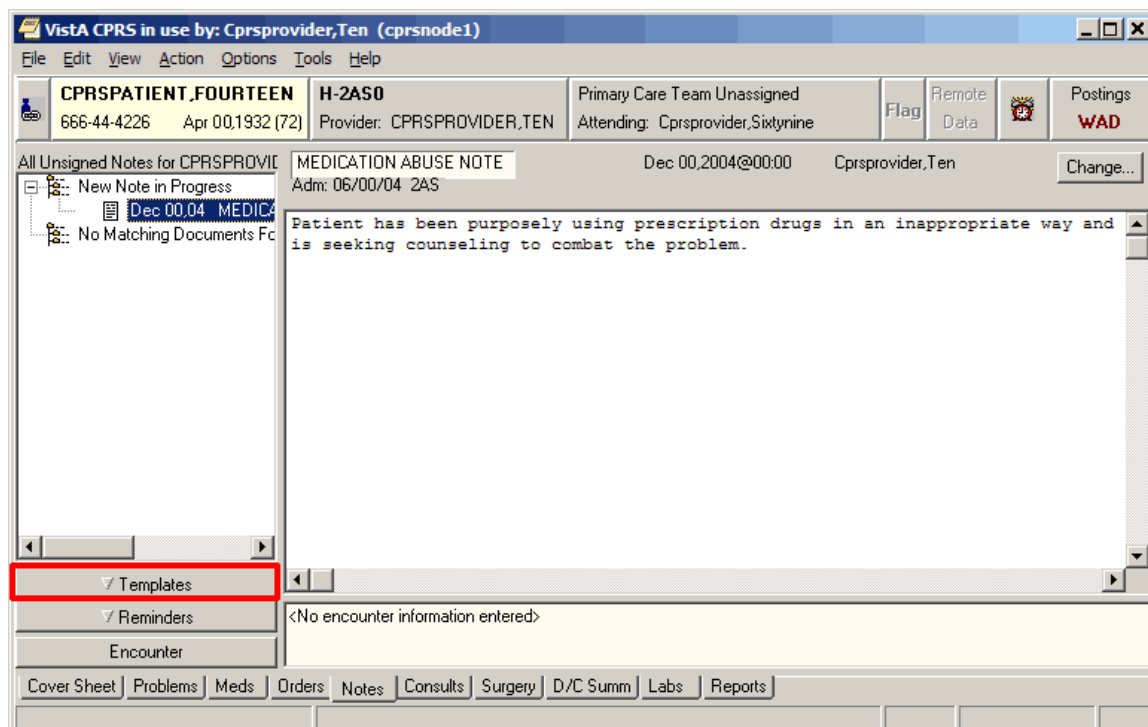 VistA CPRS in use by: Cprsprovider,Ten (cprsnode1)
File Edit View Action Options Tools Help
CPRSPATIENT,FOURTEEN H-2AS0 Primary Care Team Unassigned Flag Remote Data Postings
666-44-4226 Apr 00,1932 (72) Provider: CPRSPROVIDER,TEN Attending: Cprsprovider,Sixtynine WAD
All Unsigned Notes for CPRSPROVIE MEDICATION ABUSE NOTE Dec 00,2004@00:00 Cprsprovider,Ten Change...
Adm: 06/00/04 2AS
New Note in Progress
Dec 00,04 MEDICA
No Matching Documents Fo
Patient has been purposely using prescription drugs in an inappropriate way and
is seeking counseling to combat the problem.
Templates
Reminders
<No encounter information entered>
Encounter
Cover Sheet Problems Meds Orders Notes Consults Surgery D/C Summ Labs Reports